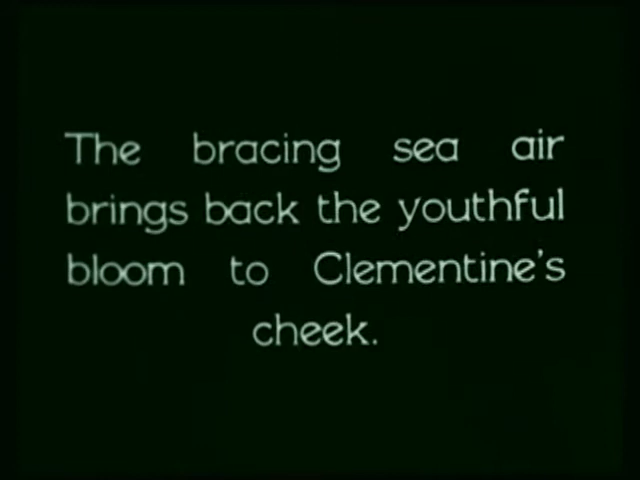 The bracing sea air
brings back the youthful
bloom to Clementine's
cheek.